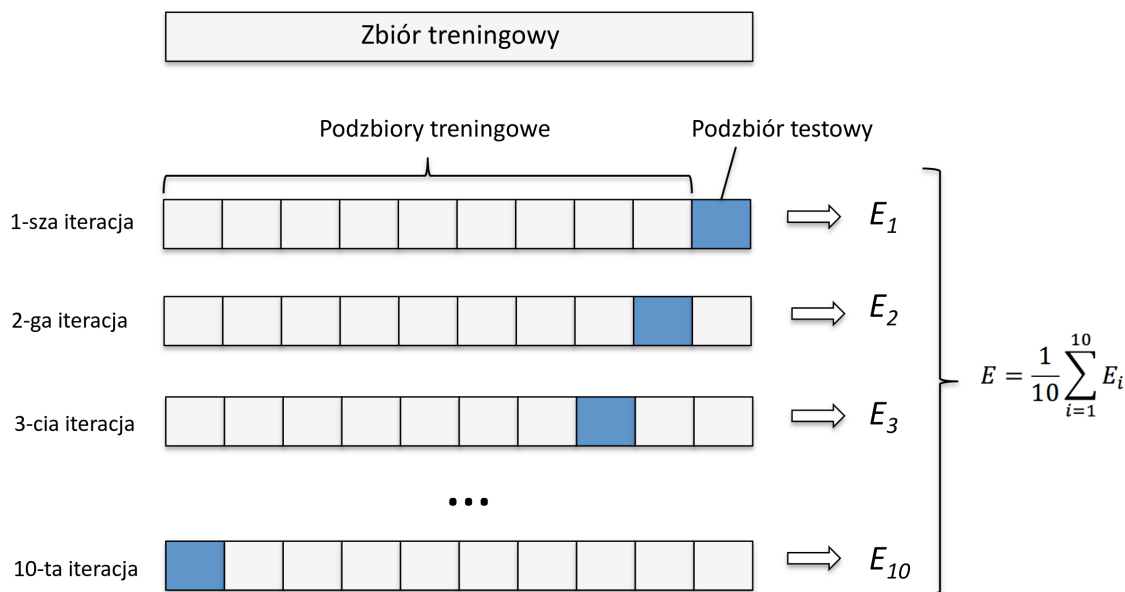 Zbiór treningowy
Podzbiory treningowe
Podzbiór testowy
1-sza iteracja
E₁
2-ga iteracja
E₂
3-cia iteracja
E₃
E = 1/10 ∑_{i=1}^{10} E_i
...
10-ta iteracja
E₁₀